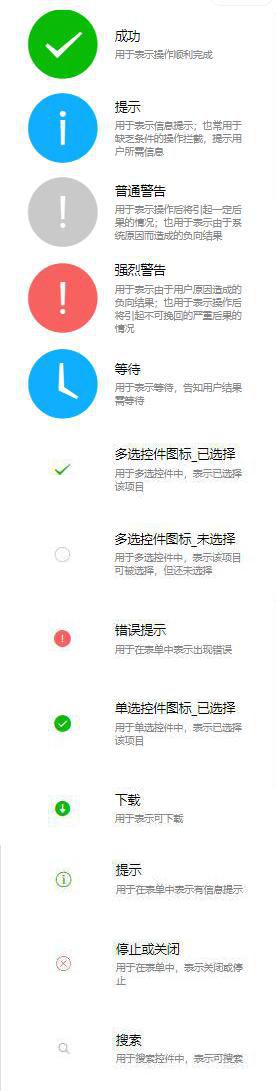 成功
用于表示操作顺利完成
提示
用于表示信息提示；也常用于
缺乏条件的操作拦截，提示用
户所需信息
普通警告
用于表示操作后将引起一定后
果的情况；也用于表示由于系
统原因而造成的负向结果
强烈警告
用于表示由于用户原因造成的
负向结果；也用于表示操作后
将引起不可挽回的严重后果的
情况
等待
用于表示等待，告知用户结果
需等待
多选控件图标_已选择
用于多选控件中，表示已选择
该项目
多选控件图标_未选择
用于多选控件中，表示该项目
可被选择，但还未选择
错误提示
用于在表单中表示出现错误
单选控件图标_已选择
用于单选控件中，表示已选择
该项目
下载
用于表示可下载
提示
用于在表单中表示有信息提示
停止或关闭
用于在表单中，表示关闭或停
止
搜索
用于搜索控件中，表示可搜索